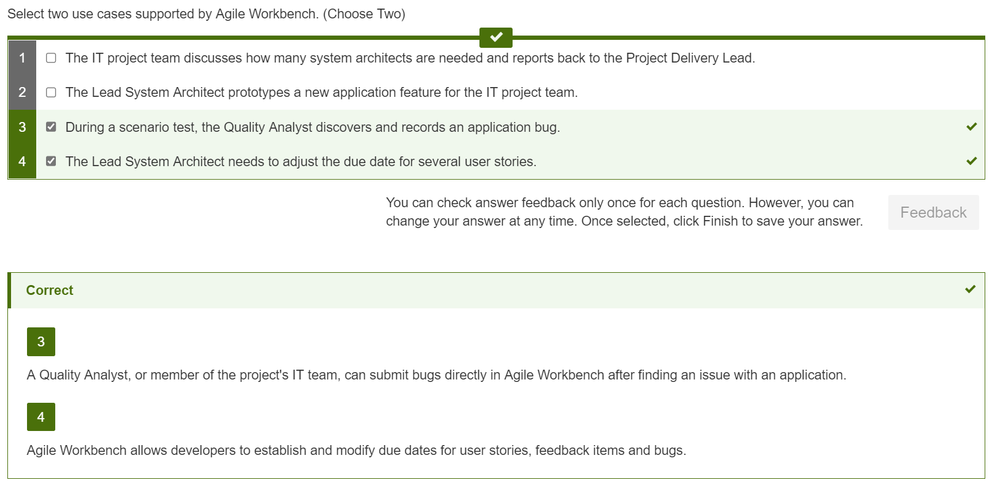 Select two use cases supported by Agile Workbench. (Choose Two)
1 The IT project team discusses how many system architects are needed and reports back to the Project Delivery Lead.
2 The Lead System Architect prototypes a new application feature for the IT project team.
3 During a scenario test, the Quality Analyst discovers and records an application bug.
4 The Lead System Architect needs to adjust the due date for several user stories.
You can check answer feedback only once for each question. However, you can
change your answer at any time. Once selected, click Finish to save your answer.
Feedback
Correct
3
A Quality Analyst, or member of the project's IT team, can submit bugs directly in Agile Workbench after finding an issue with an application.
4
Agile Workbench allows developers to establish and modify due dates for user stories, feedback items and bugs.